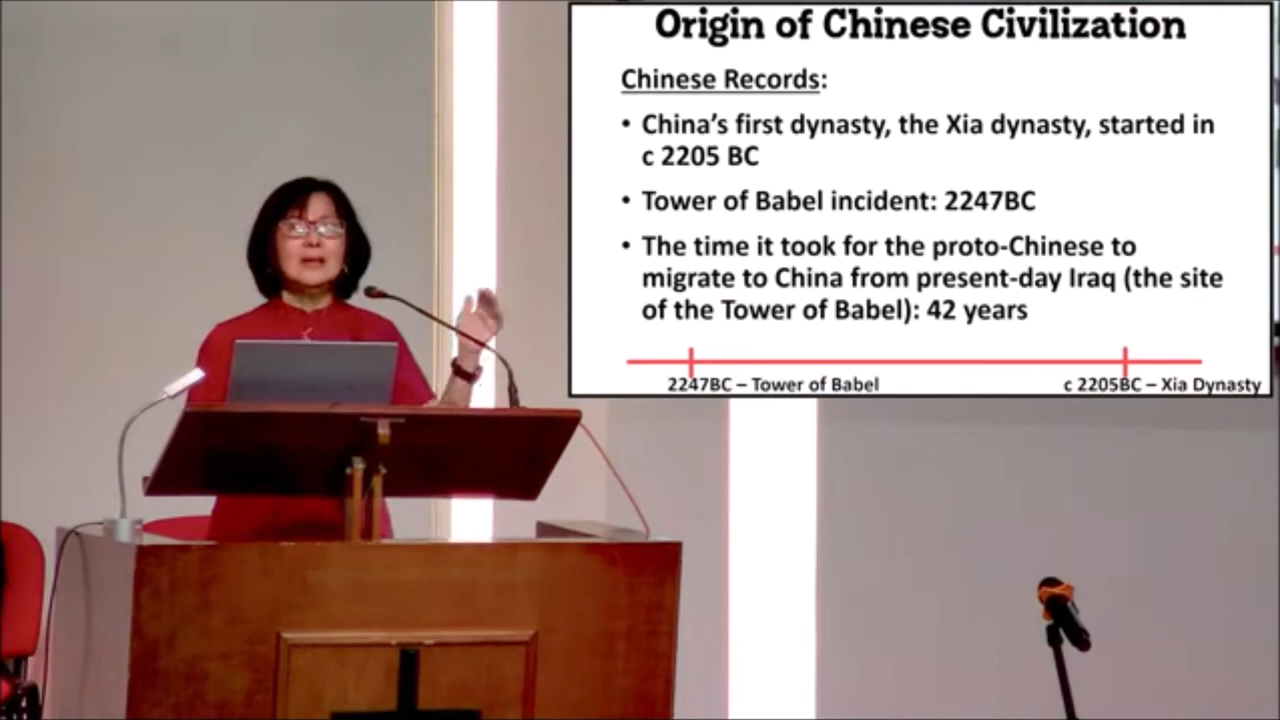 Origin of Chinese Civilization
Chinese Records:
• China's first dynasty, the Xia dynasty, started in
c 2205 BC
• Tower of Babel incident: 2247BC
• The time it took for the proto-Chinese to
migrate to China from present-day Iraq (the site
of the Tower of Babel): 42 years
2247BC – Tower of Babel
c 2205BC – Xia Dynasty